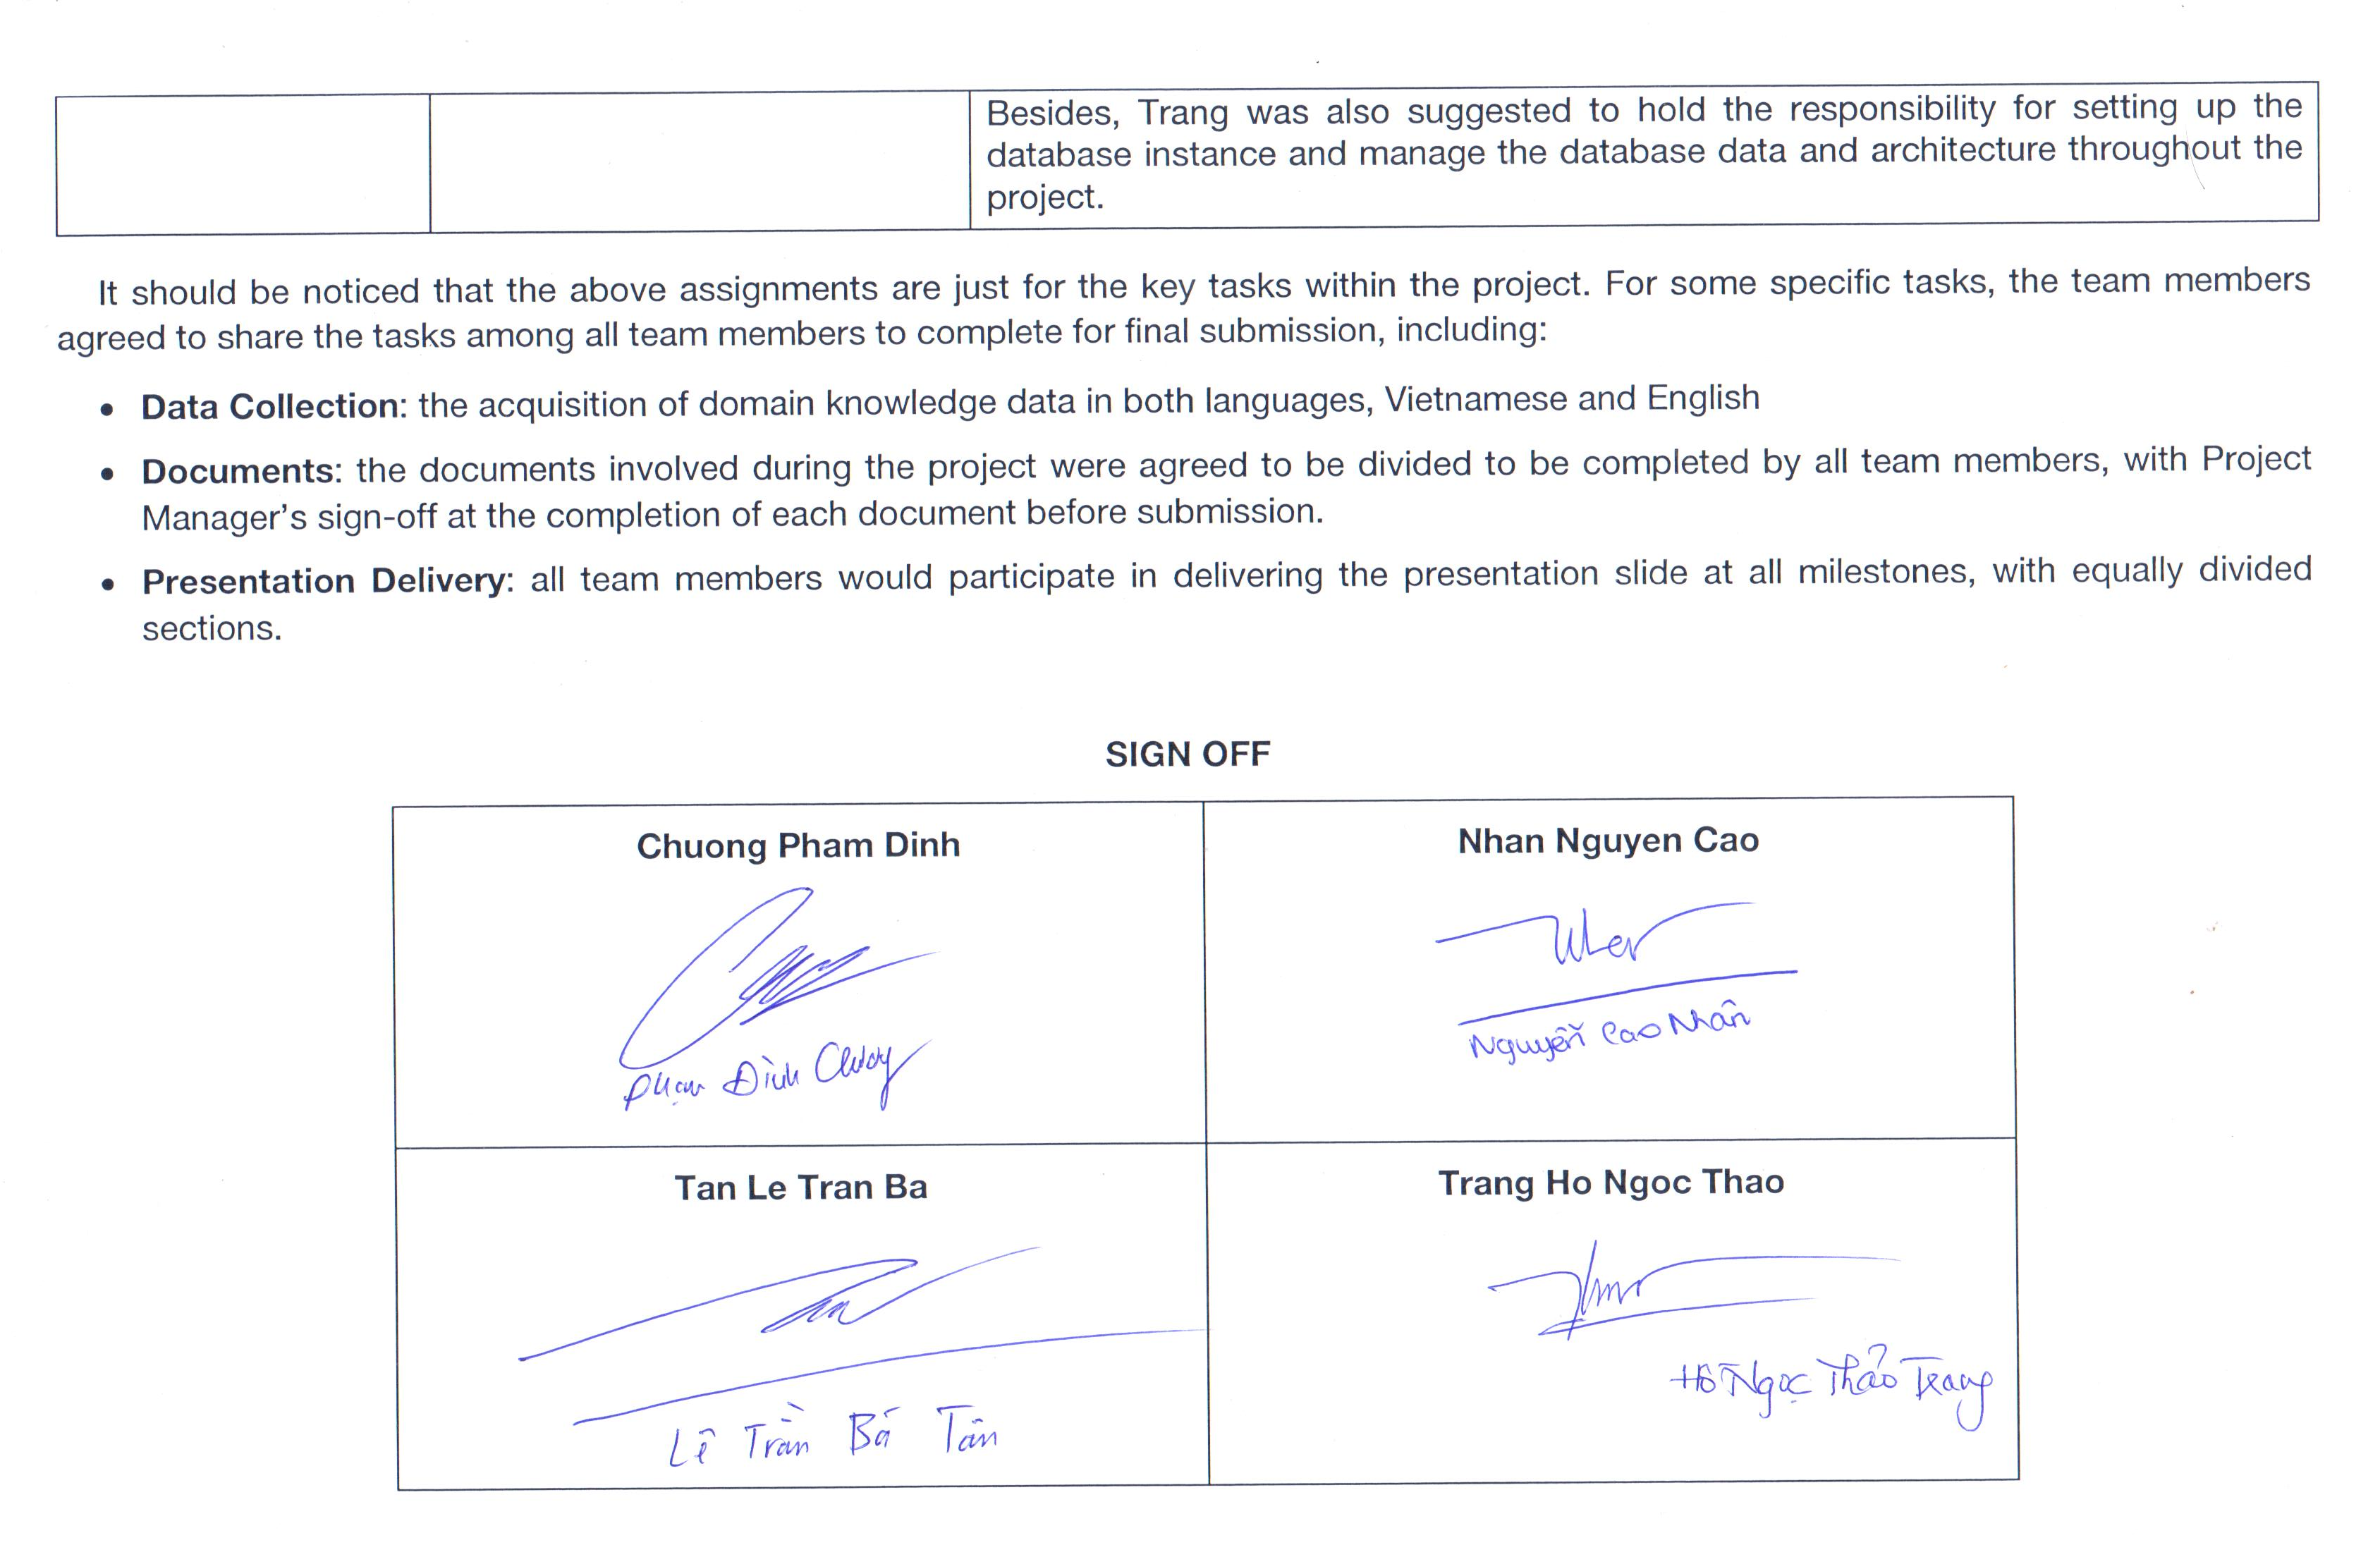 Besides, Trang was also suggested to hold the responsibility for setting up the
database instance and manage the database data and architecture throughout the
project.
It should be noticed that the above assignments are just for the key tasks within the project. For some specific tasks, the team members
agreed to share the tasks among all team members to complete for final submission, including:
• Data Collection: the acquisition of domain knowledge data in both languages, Vietnamese and English
• Documents: the documents involved during the project were agreed to be divided to be completed by all team members, with Project
Manager’s sign-off at the completion of each document before submission.
• Presentation Delivery: all team members would participate in delivering the presentation slide at all milestones, with equally divided
sections.
SIGN OFF
Chuong Pham Dinh
Phạm Đình Chương
Nhan Nguyen Cao
Nguyễn Cao Nhân
Tan Le Tran Ba
Lê Trần Bá Tân
Trang Ho Ngoc Thao
Hồ Ngọc Thảo Trang